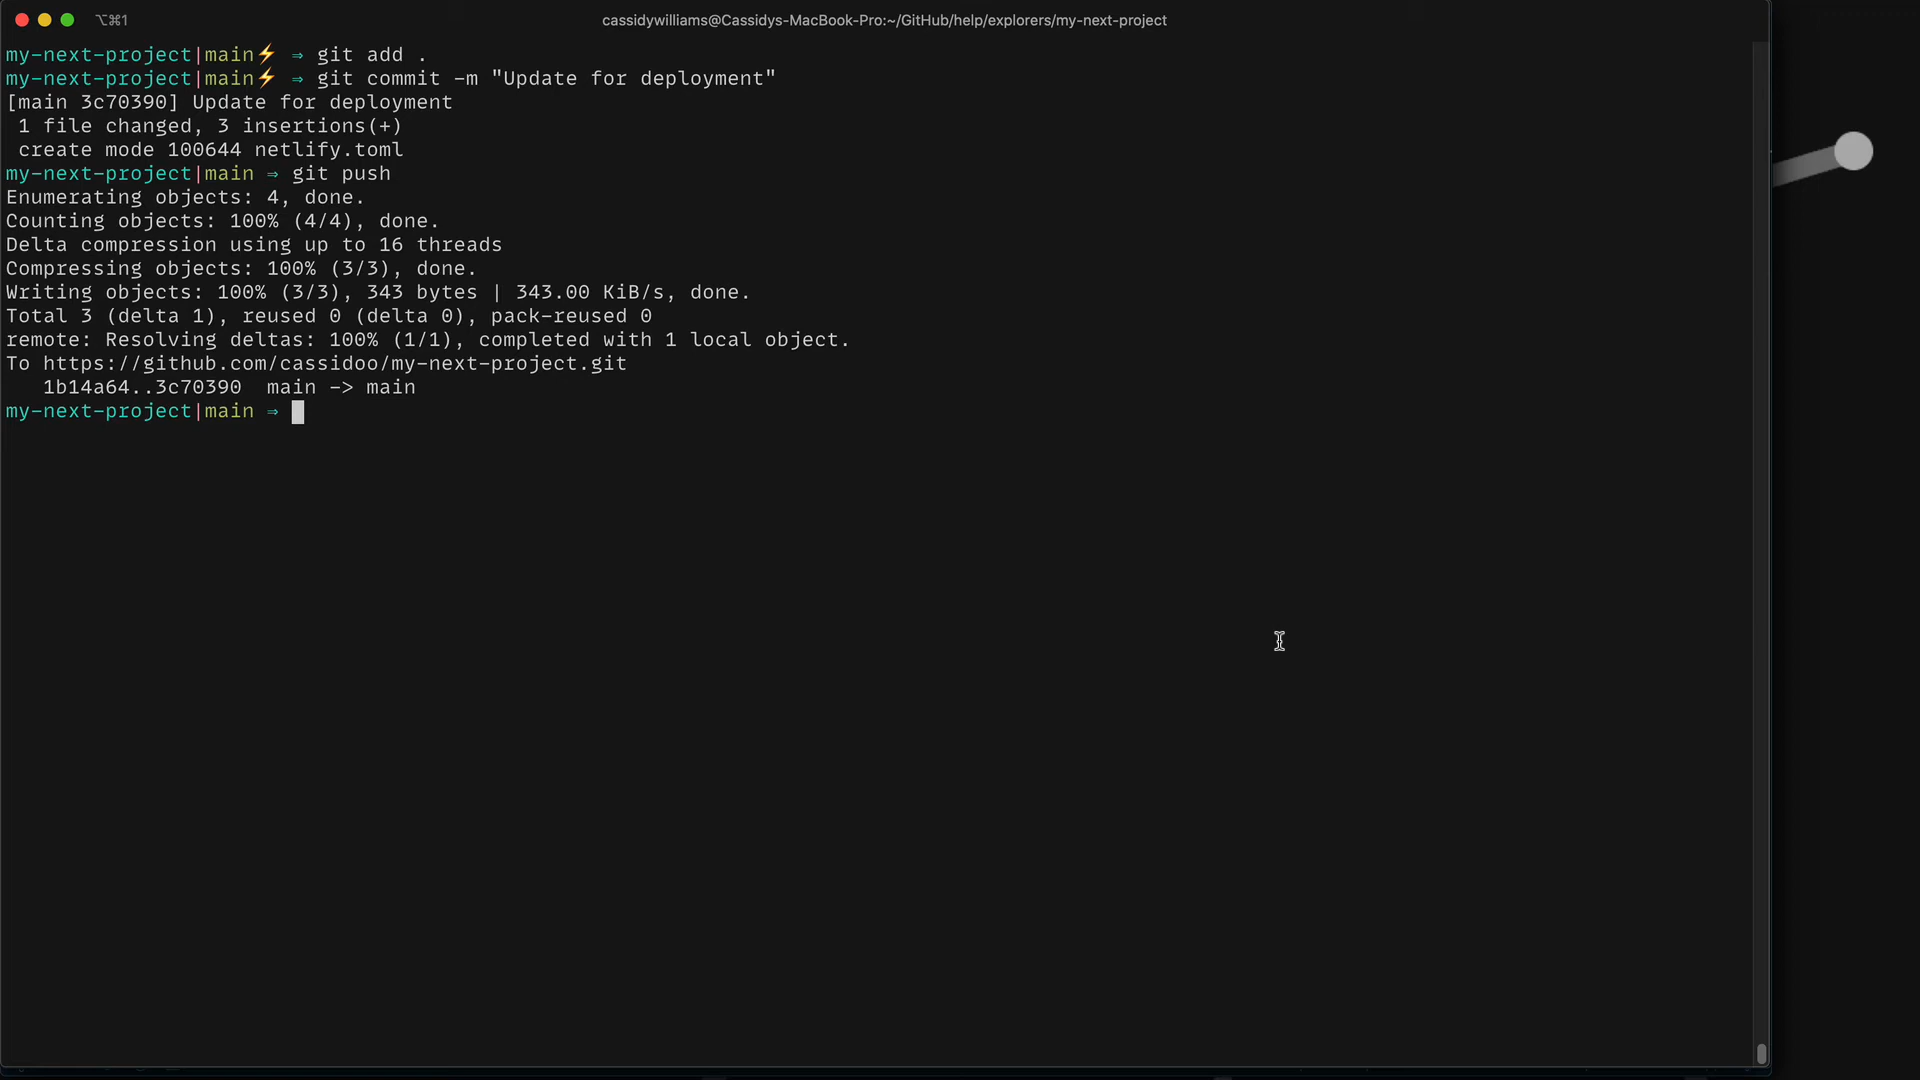 ⌥⌘1
cassidywilliams@Cassidys-MacBook-Pro:~/GitHub/help/explorers/my-next-project
my-next-project|main⚡ ⇒ git add .
my-next-project|main⚡ ⇒ git commit -m "Update for deployment"
[main 3c70390] Update for deployment
1 file changed, 3 insertions(+)
create mode 100644 netlify.toml
my-next-project|main ⇒ git push
Enumerating objects: 4, done.
Counting objects: 100% (4/4), done.
Delta compression using up to 16 threads
Compressing objects: 100% (3/3), done.
Writing objects: 100% (3/3), 343 bytes | 343.00 KiB/s, done.
Total 3 (delta 1), reused 0 (delta 0), pack-reused 0
remote: Resolving deltas: 100% (1/1), completed with 1 local object.
To https://github.com/cassidoo/my-next-project.git
1b14a64..3c70390  main -> main
my-next-project|main ⇒